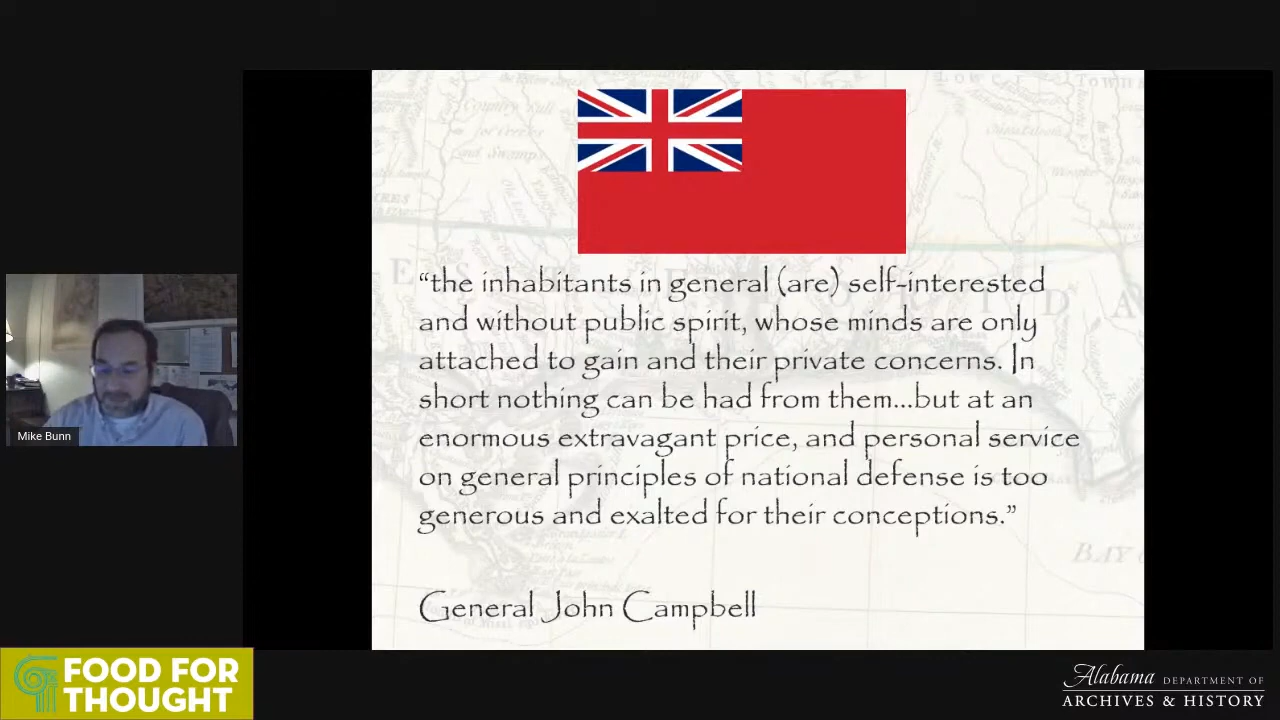 “the inhabitants in general (are) self-interested
and without public spirit, whose minds are only
attached to gain and their private concerns. In
short nothing can be had from them...but at an
enormous extravagant price, and personal service
on general principles of national defense is too
generous and exalted for their conceptions.”
General John Campbell
Mike Bunn
FOOD FOR
THOUGHT
Alabama DEPARTMENT OF
ARCHIVES & HISTORY